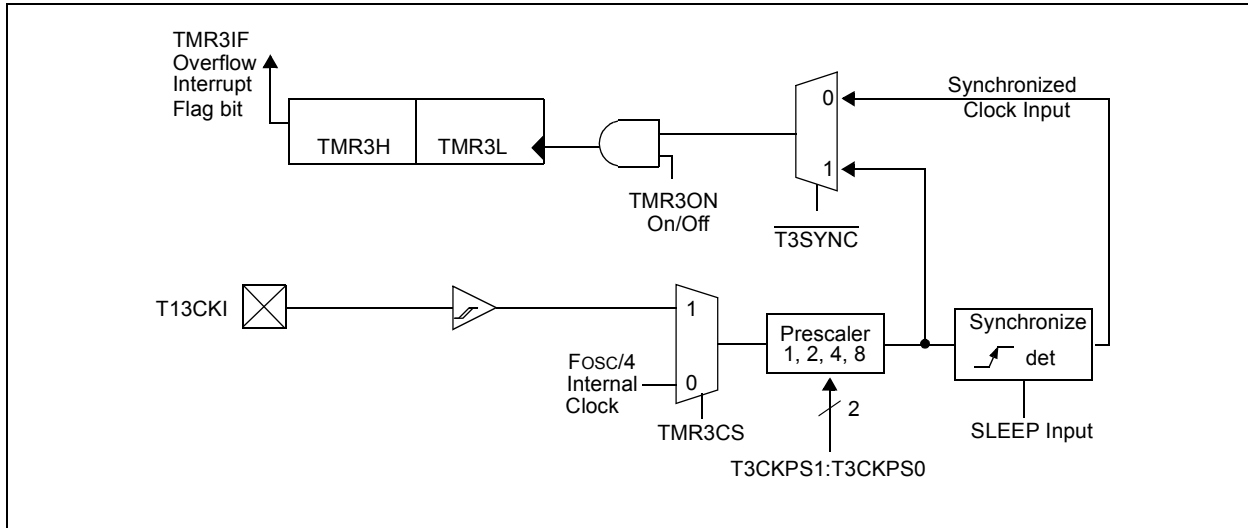 TMR3IF
Overflow
Interrupt
Flag bit
TMR3H
TMR3L
TMR3ON
On/Off
0
1
T3SYNC
Synchronized
Clock Input
T13CKI
1
0
FOSC/4
Internal
Clock
TMR3CS
Prescaler
1, 2, 4, 8
2
T3CKPS1:T3CKPS0
Synchronize
det
SLEEP Input